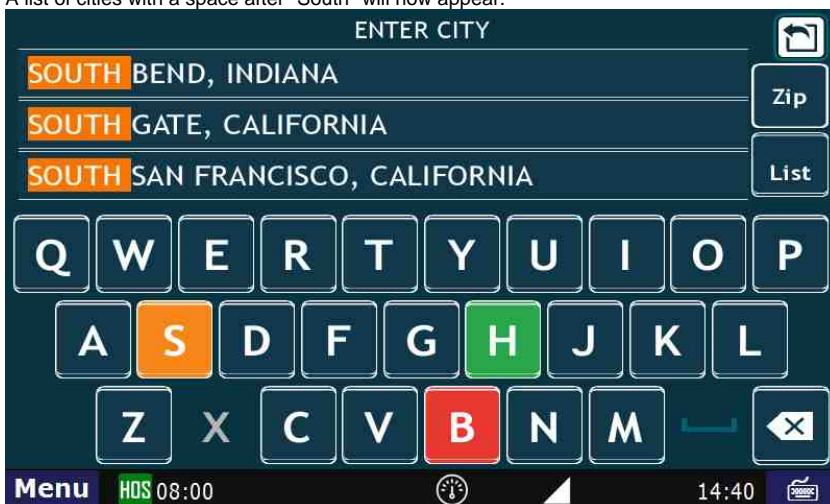 A list of cities with a space after "South" will now appear.
ENTER CITY
SOUTH BEND, INDIANA
Zip
SOUTH GATE, CALIFORNIA
SOUTH SAN FRANCISCO, CALIFORNIA
List
Q W E R T Y U I O P
A S D F G H J K L
Z X C V B N M
Menu HOS 08:00 14:40